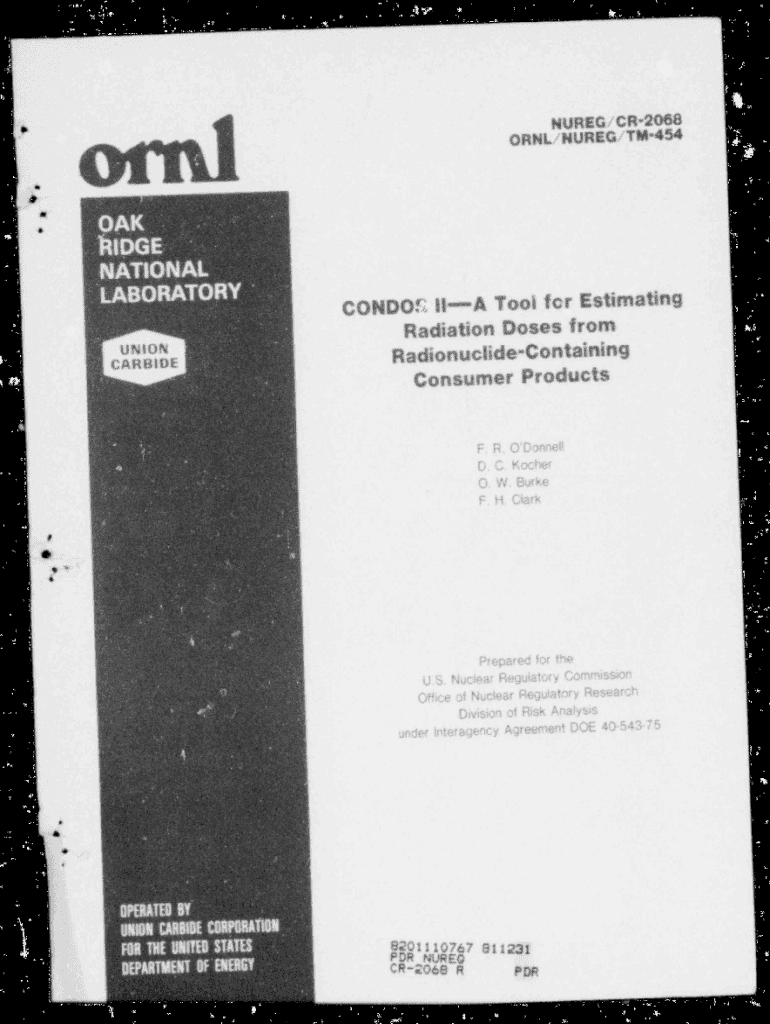 ornl
OAK
RIDGE
NATIONAL
LABORATORY
UNION
CARBIDE
NUREG/CR-2068
ORNL/NUREG/TM-454
CONDOS II—A Tool for Estimating
Radiation Doses from
Radionuclide-Containing
Consumer Products
F. R. O'Donnell
D. C. Kocher
O. W. Burke
F. H. Clark
Prepared for the
U.S. Nuclear Regulatory Commission
Office of Nuclear Regulatory Research
Division of Risk Analysis
under Interagency Agreement DOE 40-543-75
OPERATED BY
UNION CARBIDE CORPORATION
FOR THE UNITED STATES
DEPARTMENT OF ENERGY
8201110767 811231
PDR NUREG
CR-2068 R PDR